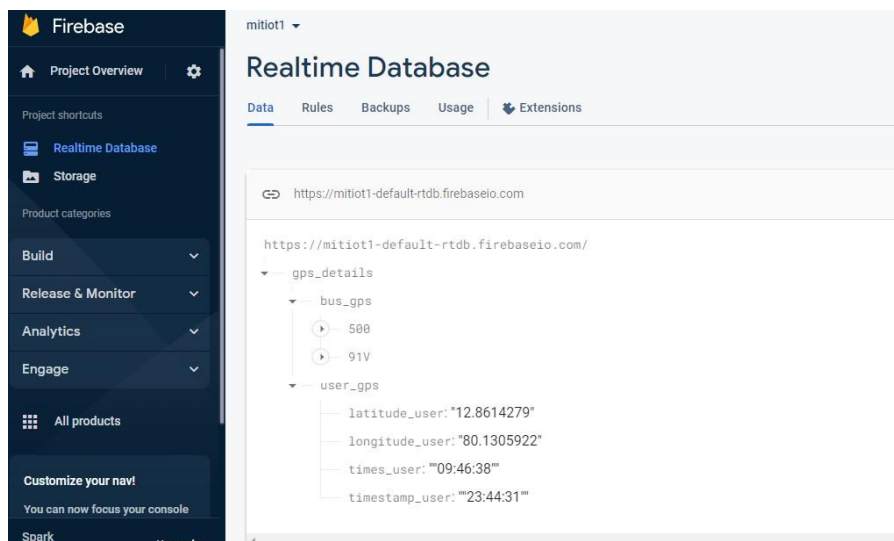 Firebase
Project Overview
Project shortcuts
Realtime Database
Storage
Product categories
Build
Release & Monitor
Analytics
Engage
All products
Customize your nav!
You can now focus your console
Spark
mitiot1
Realtime Database
Data Rules Backups Usage Extensions
https://mitiot1-default-rtdb.firebaseio.com
https://mitiot1-default-rtdb.firebaseio.com/
gps_details
bus_gps
500
91V
user_gps
latitude_user: "12.8614279"
longitude_user: "80.1305922"
times_user: ""09:46:38""
timestamp_user: ""23:44:31""